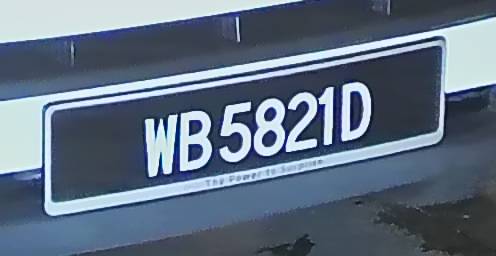 WB5821D
The Power to Surprise